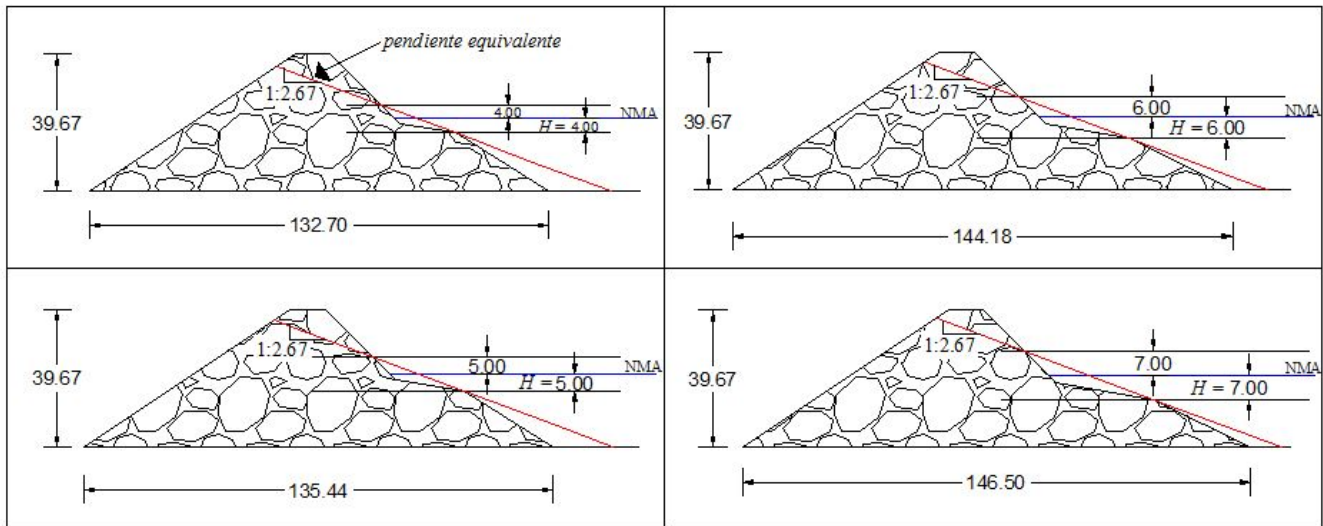 pendiente equivalente
1:2.67
4.00
NMA
H = 4.00
39.67
132.70
1:2.67
6.00
NMA
H = 6.00
39.67
144.18
1:2.67
5.00
NMA
H = 5.00
39.67
135.44
1:2.67
7.00
NMA
H = 7.00
39.67
146.50